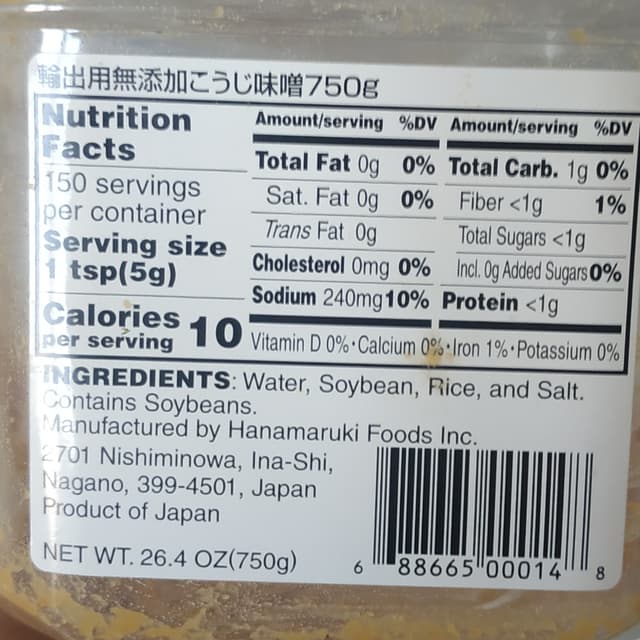 輸出用無添加こうじ味噌750g
Nutrition
Facts
150 servings
per container
Serving size
1 tsp(5g)
Calories
per serving 10
Amount/serving %DV
Total Fat 0g 0%
Sat. Fat 0g 0%
Trans Fat 0g
Cholesterol 0mg 0%
Sodium 240mg 10%
Amount/serving %DV
Total Carb. 1g 0%
Fiber <1g 1%
Total Sugars <1g
Incl. 0g Added Sugars 0%
Protein <1g
Vitamin D 0%・Calcium 0%・Iron 1%・Potassium 0%
INGREDIENTS: Water, Soybean, Rice, and Salt.
Contains Soybeans.
Manufactured by Hanamaruki Foods Inc.
2701 Nishiminowa, Ina-Shi,
Nagano, 399-4501, Japan
Product of Japan
NET WT. 26.4 OZ(750g)
6 88665 00014 8